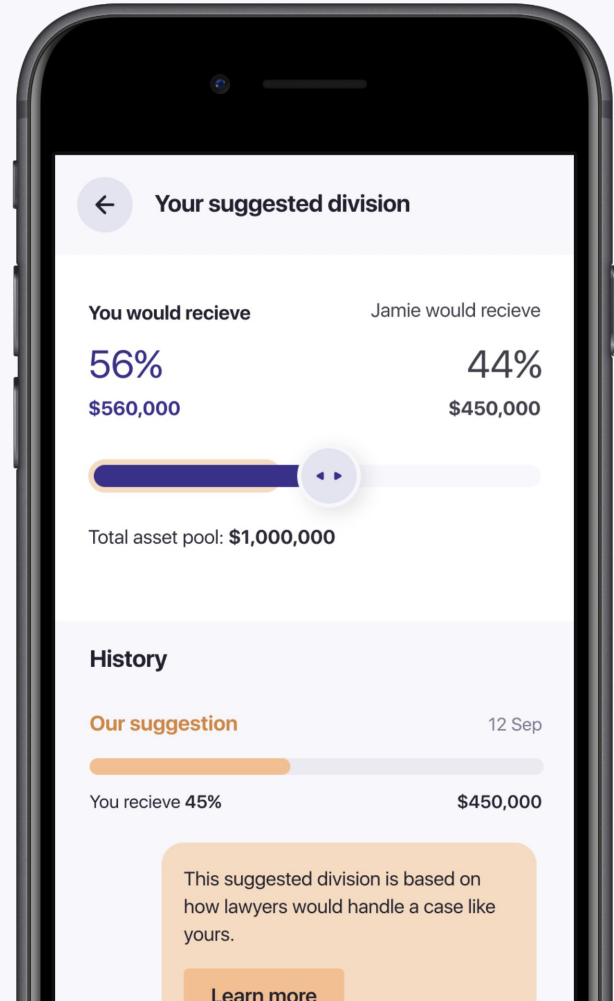 Your suggested division
You would recieve
Jamie would recieve
56%
44%
$560,000
$450,000
Total asset pool: $1,000,000
History
Our suggestion
12 Sep
You recieve 45%
$450,000
This suggested division is based on
how lawyers would handle a case like
yours.
Learn more